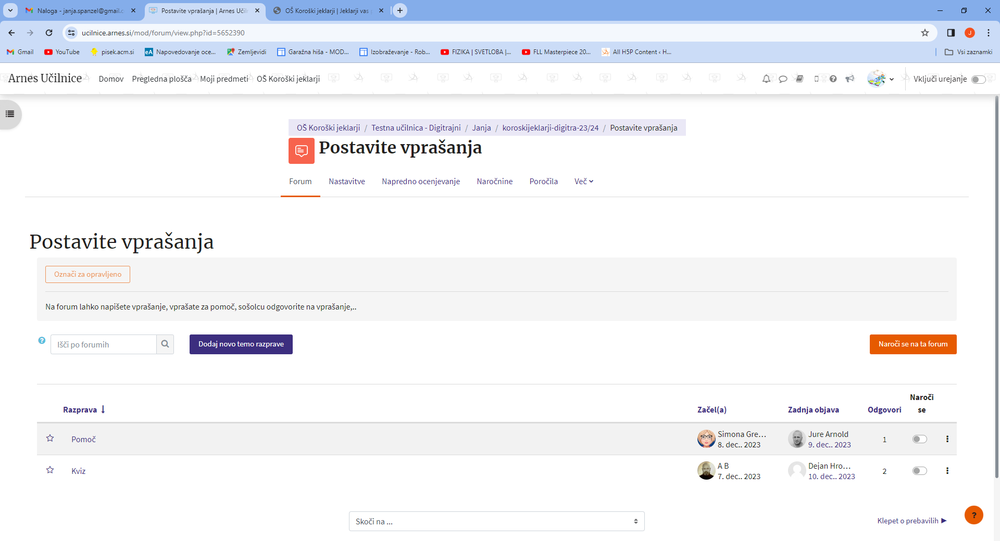 Naloga - janja.spanzel@gmail.c
Postavite vprašanja | Arnes Učil
OŠ Koroški jeklarji | Jeklarji vas
ucilnice.arnes.si/mod/forum/view.php?id=5652390
J
Gmail
YouTube
pisek.acm.si
eA
Napovedovanje oce...
Zemljevidi
Garažna hiša - MOD...
Izobraževanje - Rob...
FIZIKA | SVETLOBA |...
FLL Masterpiece 20...
All H5P Content ‹ H...
Vsi zaznamki
Arnes Učilnice
Domov
Pregledna plošča
Moji predmeti
OŠ Koroški jeklarji
Vključi urejanje
OŠ Koroški jeklarji / Testna učilnica - Digitrajni / Janja / koroskijeklarji-digitra-23/24 / Postavite vprašanja
Postavite vprašanja
Forum
Nastavitve
Napredno ocenjevanje
Naročnine
Poročila
Več
Postavite vprašanja
Označi za opravljeno
Na forum lahko napišete vprašanje, vprašate za pomoč, sošolcu odgovorite na vprašanje,..
Išči po forumih
Dodaj novo temo razprave
Naroči se na ta forum
Razprava ↓
Začel(a)
Zadnja objava
Odgovori
Naroči
se
Pomoč
Simona Gre...
8. dec.. 2023
Jure Arnold
9. dec.. 2023
1
Kviz
A B
7. dec.. 2023
Dejan Hro...
10. dec.. 2023
2
Skoči na ...
Klepet o prebavilih ►
?